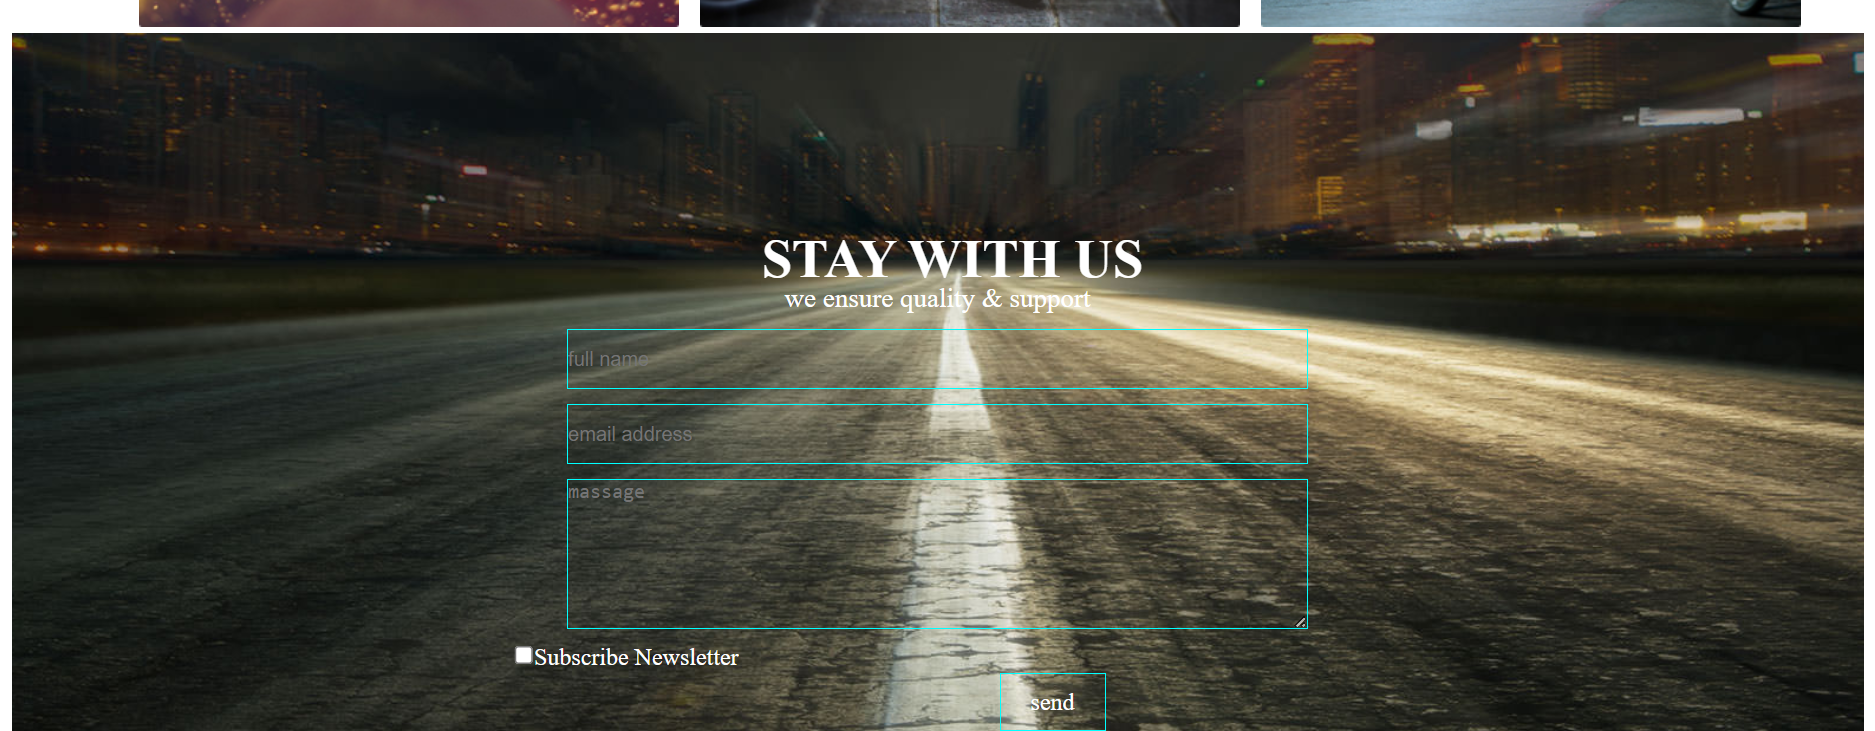 STAY WITH US
we ensure quality & support
full name
email address
massage
Subscribe Newsletter
send